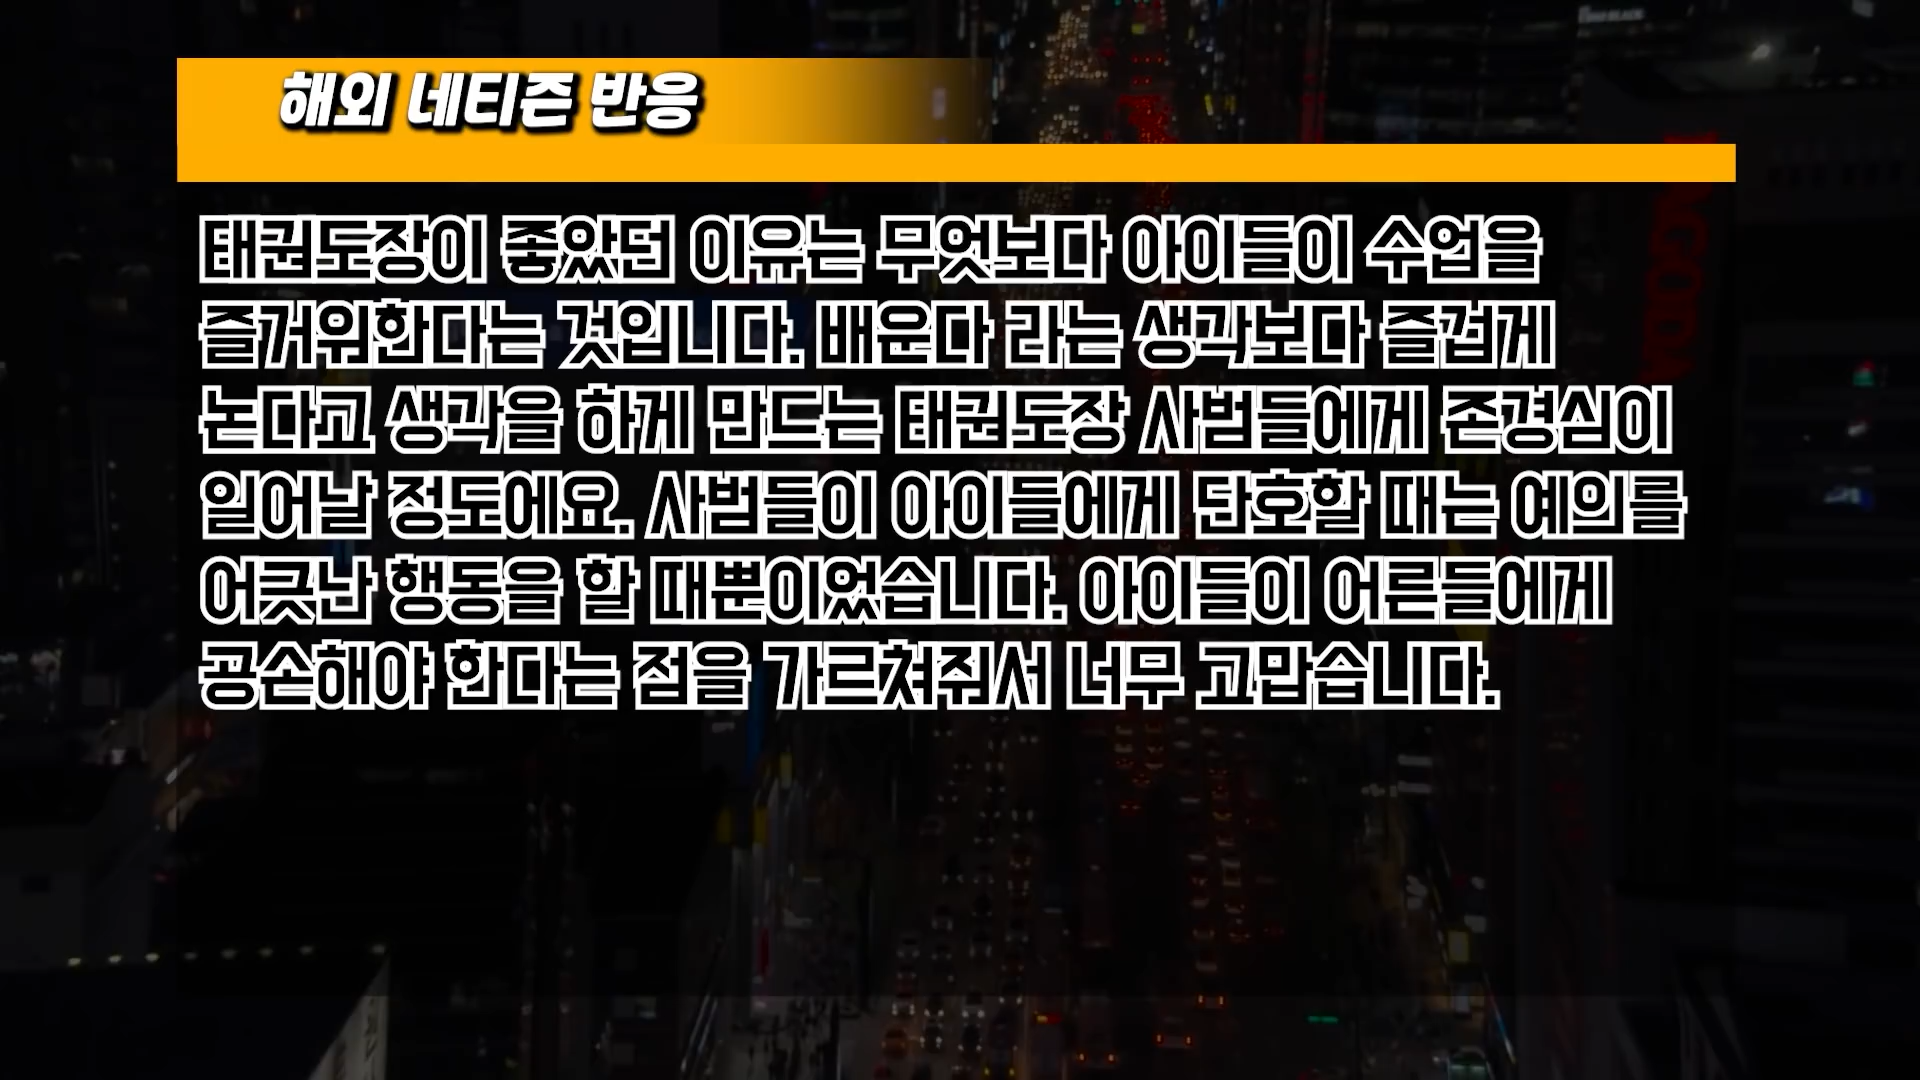 해외 네티즌 반응
태권도장이 좋았던 이유는 무엇보다 아이들이 수업을
즐거워한다는 것입니다. 배운다 라는 생각보다 즐겁게
논다고 생각을 하게 만드는 태권도장 사범들에게 존경심이
일어날 정도에요. 사범들이 아이들에게 단호할 때는 예의를
어긋난 행동을 할 때뿐이었습니다. 아이들이 어른들에게
공손해야 한다는 점을 가르쳐줘서 너무 고맙습니다.